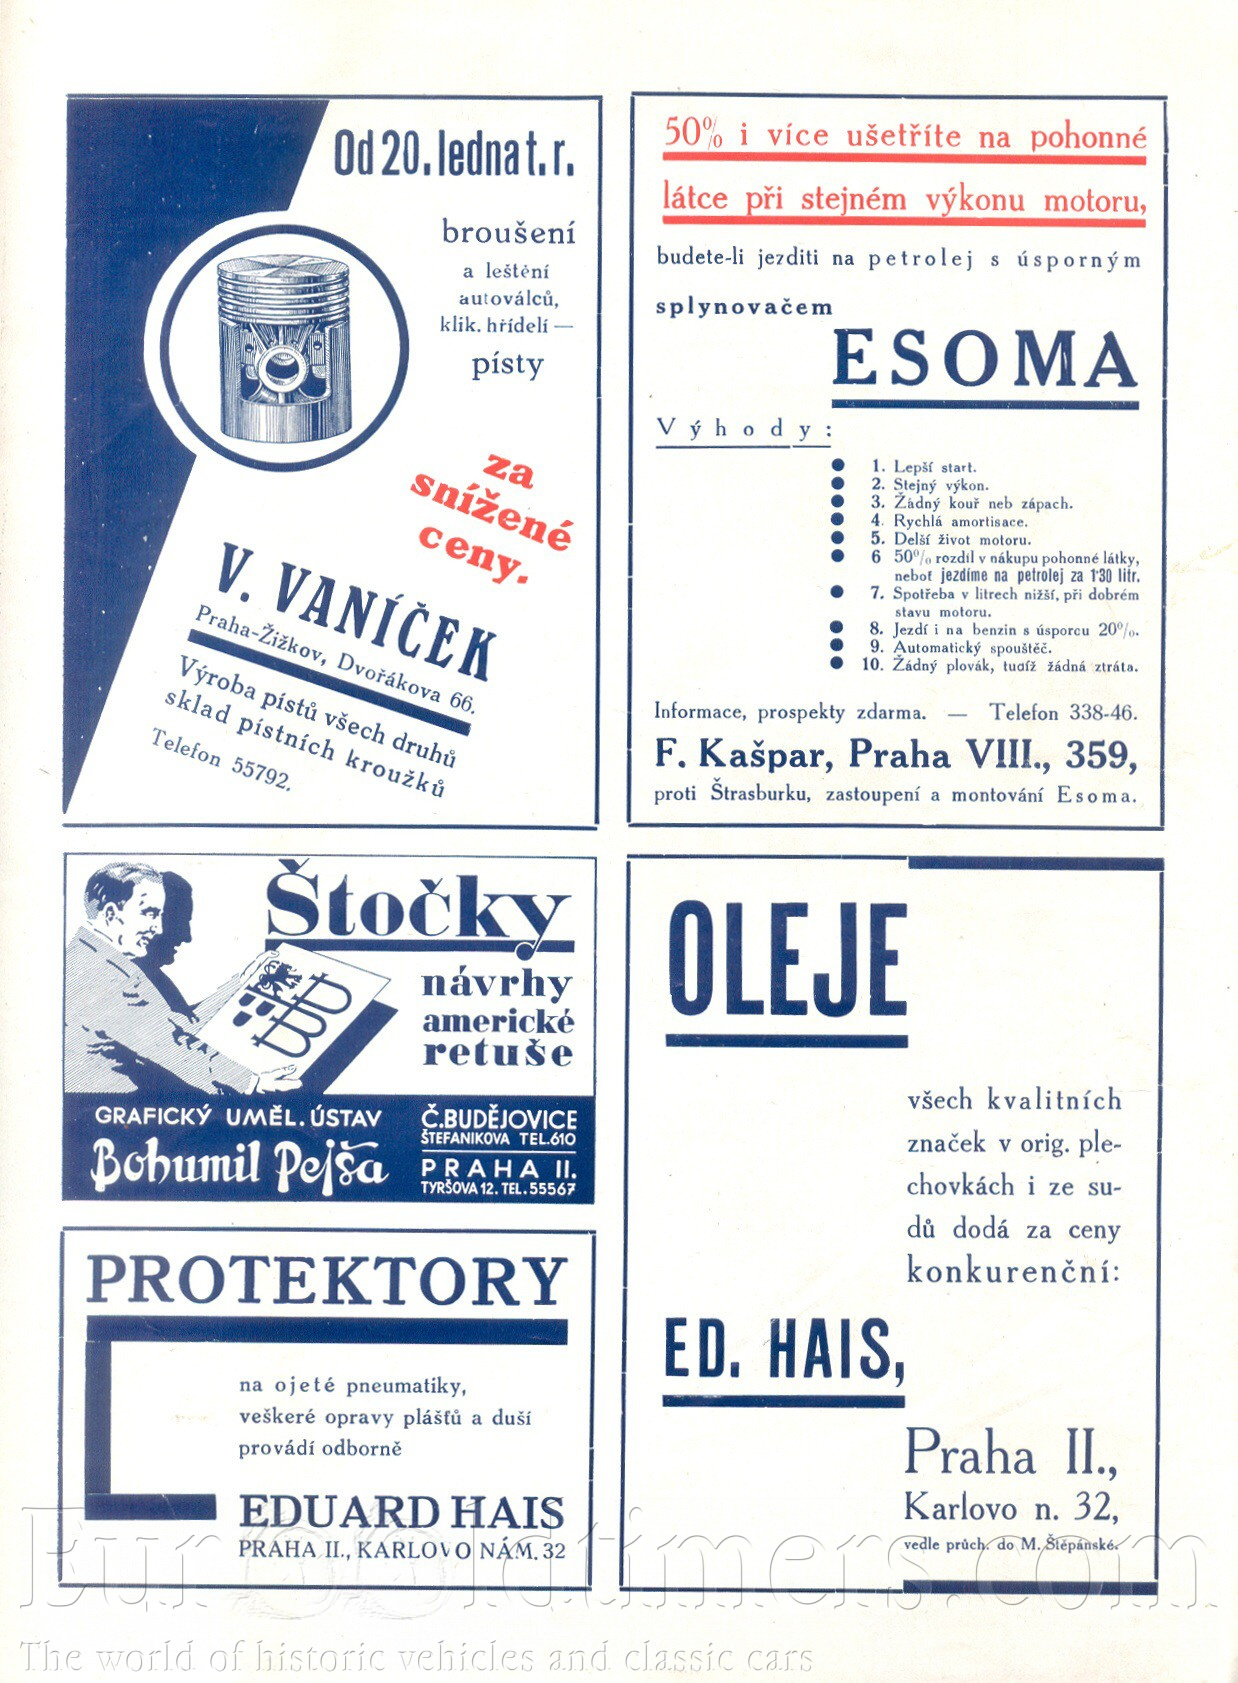 Od 20. ledna t. r.
broušení
a leštění
autoválců,
klik. hřídelí —
písty
za
snížené
ceny.
V. VANÍČEK
Praha-Žižkov, Dvořákova 66.
Výroba pístů všech druhů
sklad pístních kroužků
Telefon 55792.
50% i více ušetříte na pohonné
látce při stejném výkonu motoru,
budete-li jezditi na petrolej s úsporným
splynovačem
ESOMA
Výhody:
1. Lepší start.
2. Stejný výkon.
3. Žádný kouř neb zápach.
4. Rychlá amortisace.
5. Delší život motoru.
6 50% rozdíl v nákupu pohonné látky,
neboť jezdíme na petrolej za 1·30 litr.
7. Spotřeba v litrech nižší, při dobrém
stavu motoru.
8. Jezdí i na benzin s úsporcu 20%.
9. Automatický spouštěč.
10. Žádný plovák, tudíž žádná ztráta.
Informace, prospekty zdarma. — Telefon 338-46.
F. Kašpar, Praha VIII., 359,
proti Štrasburku, zastoupení a montování Esoma.
Štočky
návrhy
americké
retuše
GRAFICKÝ UMĚL. ÚSTAV
Bohumil Pejša
Č. BUDĚJOVICE
ŠTEFANIKOVA TEL. 610
PRAHA II.
TYRŠOVA 12. TEL. 55567
PROTEKTORY
na ojeté pneumatiky,
veškeré opravy plášťů a duší
provádí odborně
EDUARD HAIS
PRAHA II., KARLOVO NÁM. 32
OLEJE
všech kvalitních
značek v orig. ple-
chovkách i ze su-
dů dodá za ceny
konkurenční:
ED. HAIS,
Praha II.,
Karlovo n. 32,
vedle průch. do M. Štěpánské.
Eurooldtimers.com
The world of historic vehicles and classic cars